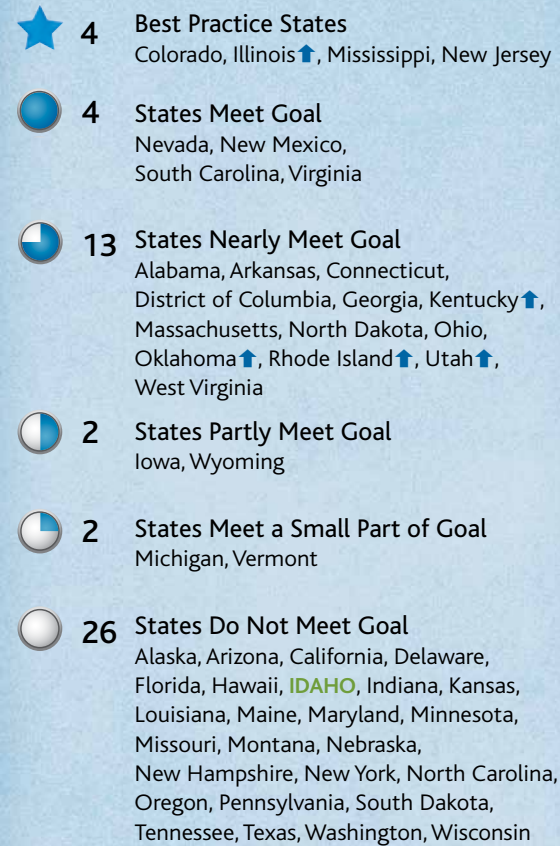 4 Best Practice States
Colorado, Illinois⬆, Mississippi, New Jersey
4 States Meet Goal
Nevada, New Mexico,
South Carolina, Virginia
13 States Nearly Meet Goal
Alabama, Arkansas, Connecticut,
District of Columbia, Georgia, Kentucky⬆,
Massachusetts, North Dakota, Ohio,
Oklahoma⬆, Rhode Island⬆, Utah⬆,
West Virginia
2 States Partly Meet Goal
Iowa, Wyoming
2 States Meet a Small Part of Goal
Michigan, Vermont
26 States Do Not Meet Goal
Alaska, Arizona, California, Delaware,
Florida, Hawaii, IDAHO, Indiana, Kansas,
Louisiana, Maine, Maryland, Minnesota,
Missouri, Montana, Nebraska,
New Hampshire, New York, North Carolina,
Oregon, Pennsylvania, South Dakota,
Tennessee, Texas, Washington, Wisconsin